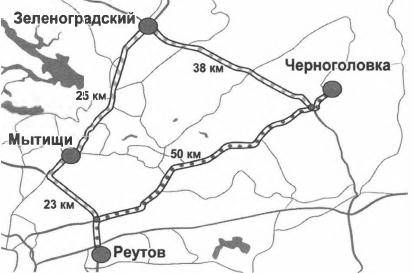 Зеленоградский
38 км
Черноголовка
25 км
Мытищи
50 км
23 км
Реутов